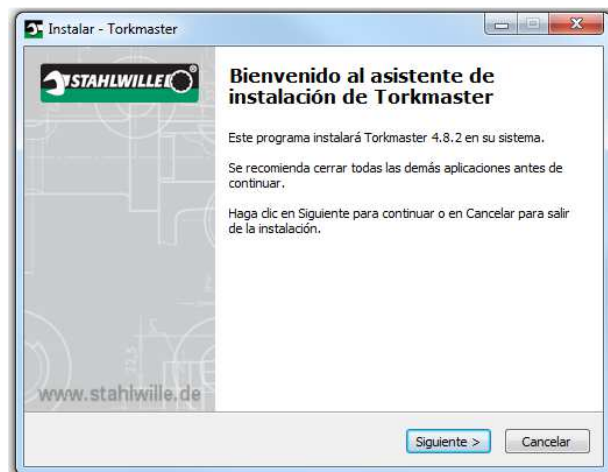 Instalar - Torkmaster
STAHLWILLE
Bienvenido al asistente de
instalación de Torkmaster
Este programa instalará Torkmaster 4.8.2 en su sistema.
Se recomienda cerrar todas las demás aplicaciones antes de
continuar.
Haga clic en Siguiente para continuar o en Cancelar para salir
de la instalación.
www.stahlwille.de
Siguiente >
Cancelar